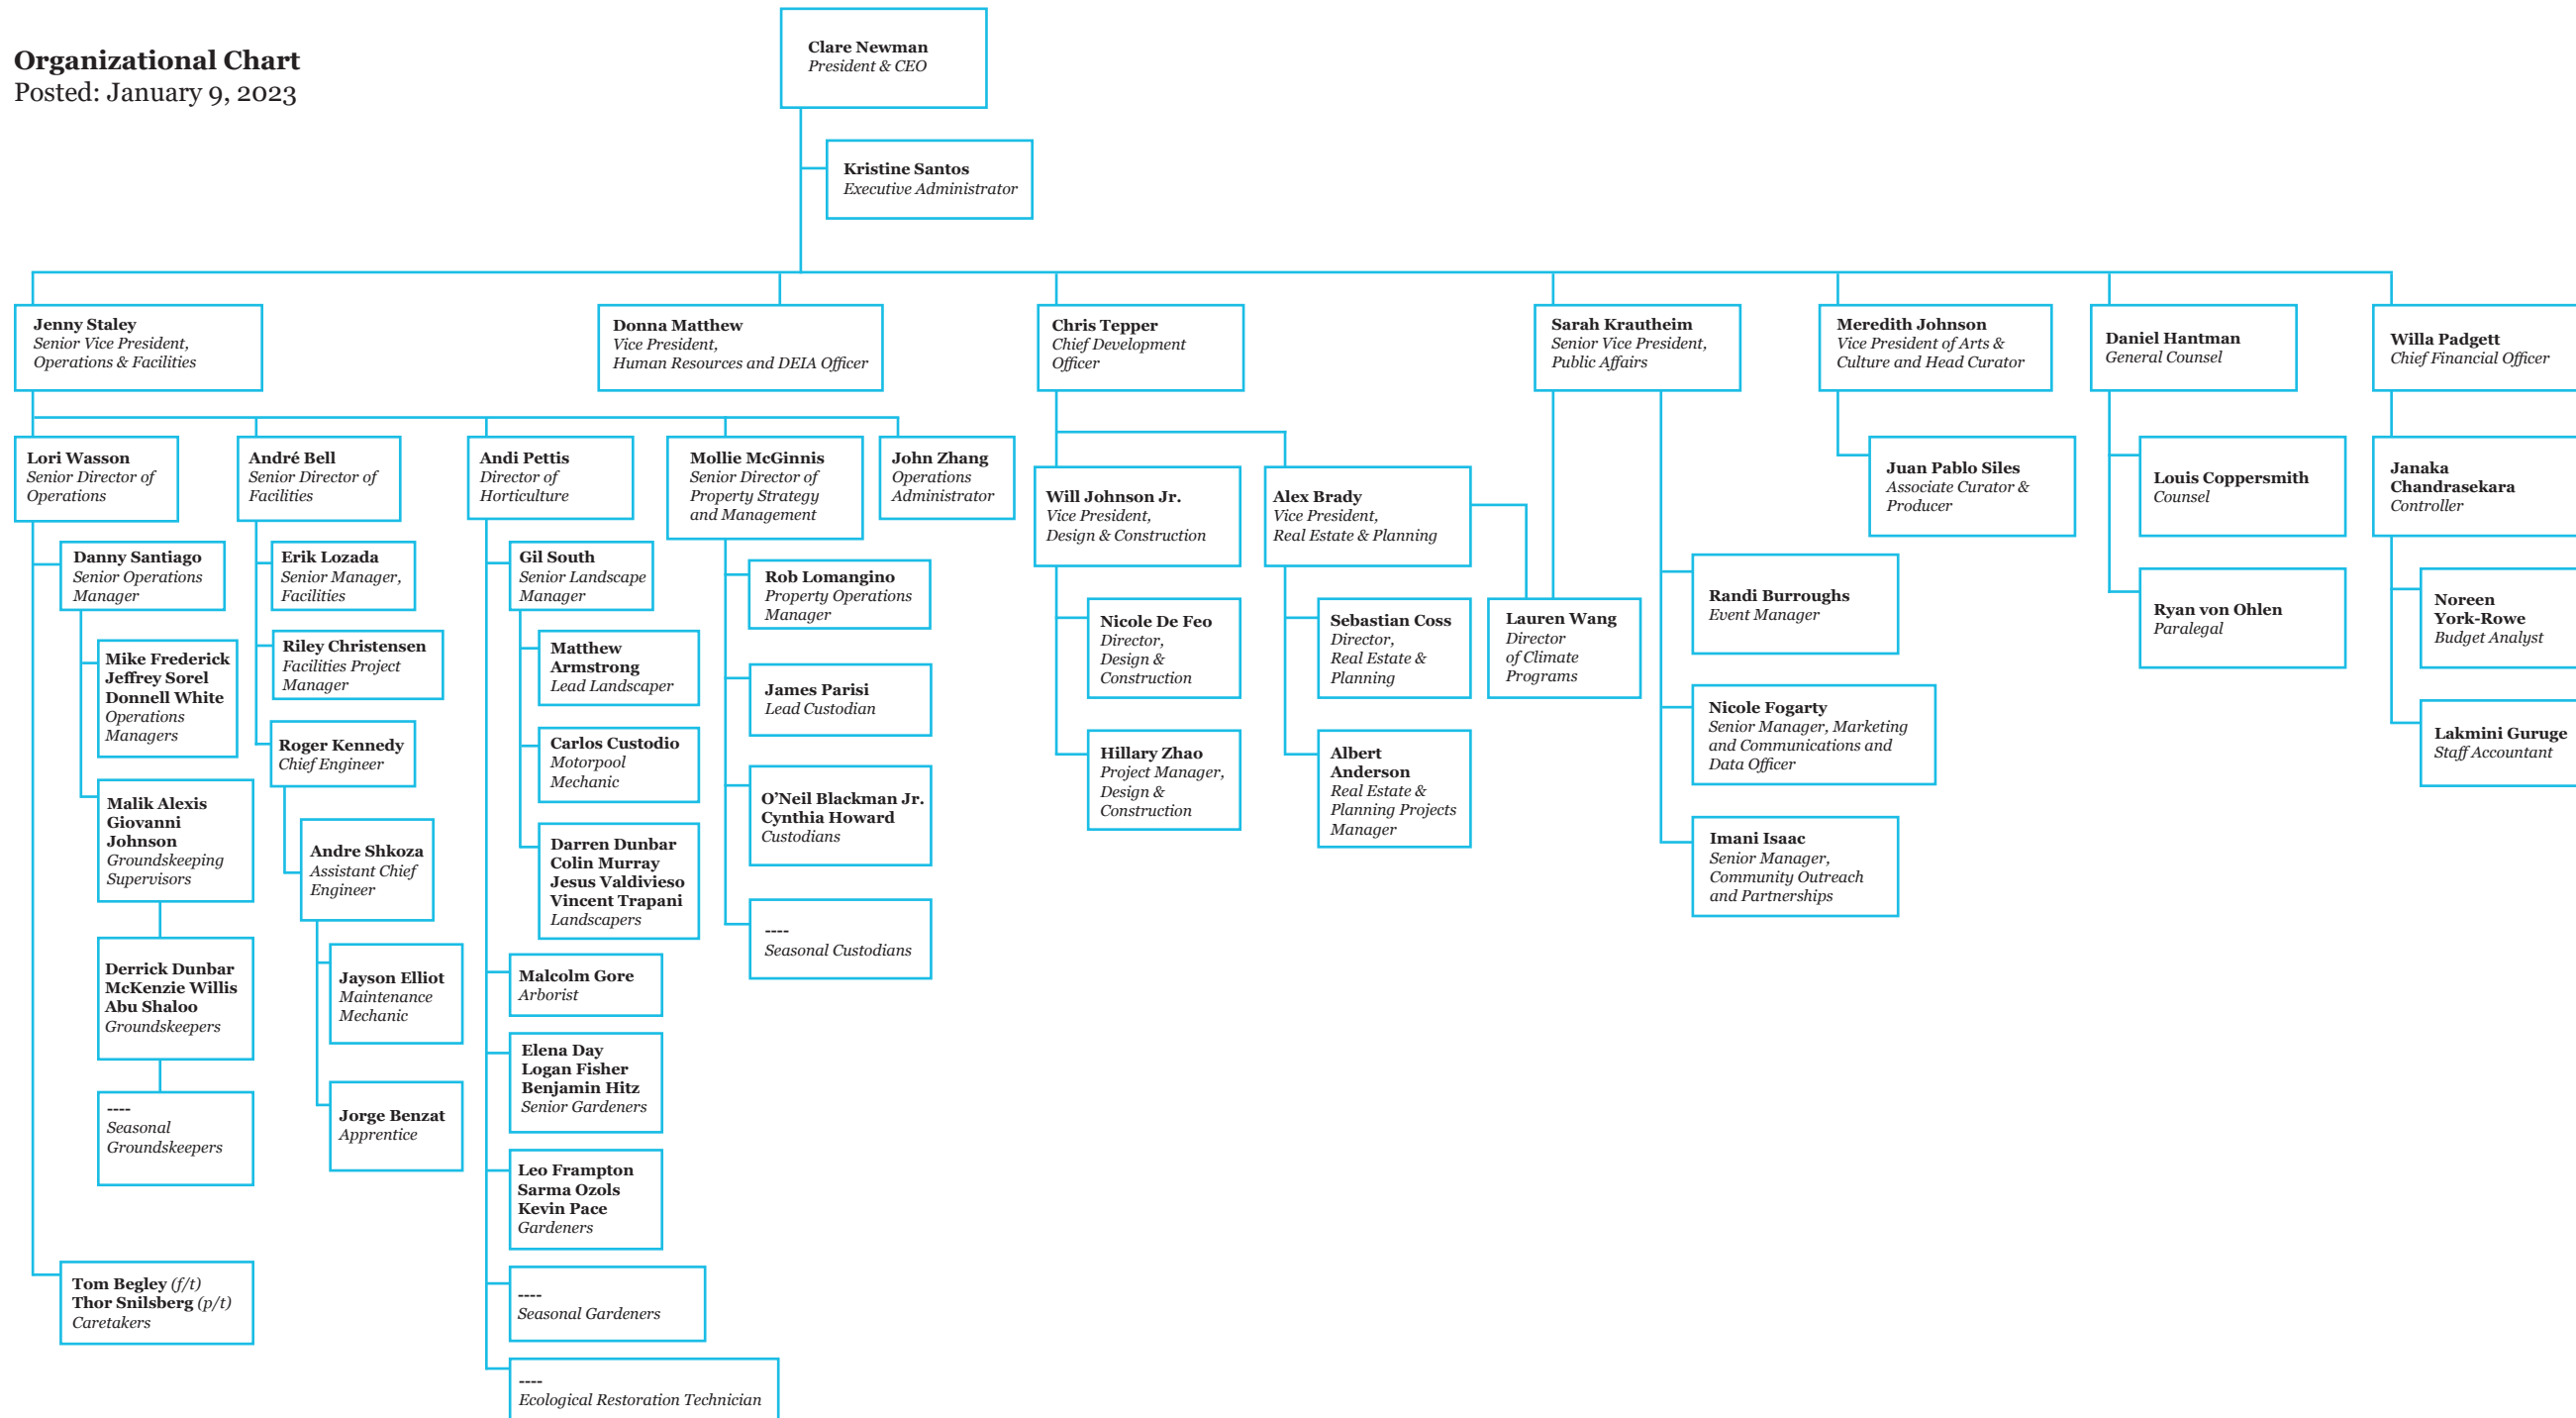 Organizational Chart
Posted: January 9, 2023
Clare Newman
President & CEO
Kristine Santos
Executive Administrator
Jenny Staley
Senior Vice President,
Operations & Facilities
Donna Matthew
Vice President,
Human Resources and DEIA Officer
Chris Tepper
Chief Development
Officer
Sarah Krautheim
Senior Vice President,
Public Affairs
Meredith Johnson
Vice President of Arts &
Culture and Head Curator
Daniel Hantman
General Counsel
Willa Padgett
Chief Financial Officer
Lori Wasson
Senior Director of
Operations
Danny Santiago
Senior Operations
Manager
Mike Frederick
Jeffrey Sorel
Donnell White
Operations
Managers
Malik Alexis
Giovanni
Johnson
Groundskeeping
Supervisors
Derrick Dunbar
McKenzie Willis
Abu Shaloo
Groundskeepers
----
Seasonal
Groundskeepers
Tom Begley (f/t)
Thor Snilsberg (p/t)
Caretakers
André Bell
Senior Director of
Facilities
Erik Lozada
Senior Manager,
Facilities
Riley Christensen
Facilities Project
Manager
Roger Kennedy
Chief Engineer
Andre Shkoza
Assistant Chief
Engineer
Jayson Elliot
Maintenance
Mechanic
Jorge Benzat
Apprentice
Andi Pettis
Director of
Horticulture
Gil South
Senior Landscape
Manager
Matthew
Armstrong
Lead Landscaper
Carlos Custodio
Motorpool
Mechanic
Darren Dunbar
Colin Murray
Jesus Valdivieso
Vincent Trapani
Landscapers
Malcolm Gore
Arborist
Elena Day
Logan Fisher
Benjamin Hitz
Senior Gardeners
Leo Frampton
Sarma Ozols
Kevin Pace
Gardeners
----
Seasonal Gardeners
----
Ecological Restoration Technician
Mollie McGinnis
Senior Director of
Property Strategy
and Management
Rob Lomangino
Property Operations
Manager
James Parisi
Lead Custodian
O'Neil Blackman Jr.
Cynthia Howard
Custodians
----
Seasonal Custodians
John Zhang
Operations
Administrator
Will Johnson Jr.
Vice President,
Design & Construction
Nicole De Feo
Director,
Design &
Construction
Hillary Zhao
Project Manager,
Design &
Construction
Alex Brady
Vice President,
Real Estate & Planning
Sebastian Coss
Director,
Real Estate &
Planning
Albert
Anderson
Real Estate &
Planning Projects
Manager
Lauren Wang
Director
of Climate
Programs
Randi Burroughs
Event Manager
Nicole Fogarty
Senior Manager, Marketing
and Communications and
Data Officer
Imani Isaac
Senior Manager,
Community Outreach
and Partnerships
Juan Pablo Siles
Associate Curator &
Producer
Louis Coppersmith
Counsel
Ryan von Ohlen
Paralegal
Janaka
Chandrasekara
Controller
Noreen
York-Rowe
Budget Analyst
Lakmini Guruge
Staff Accountant